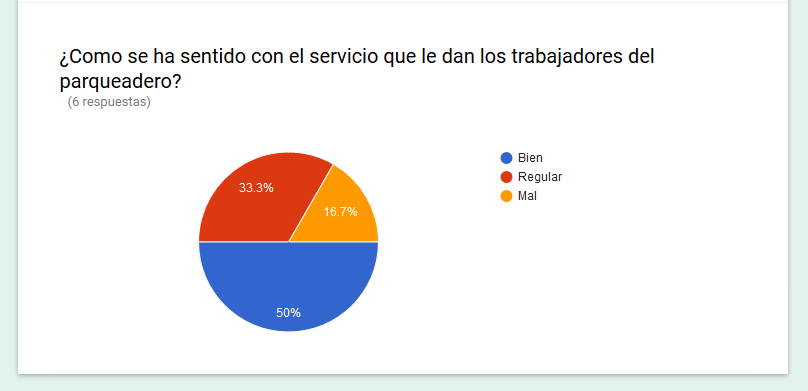 ¿Como se ha sentido con el servicio que le dan los trabajadores del
parqueadero?
(6 respuestas)
Bien
Regular
Mal
33.3%
16.7%
50%